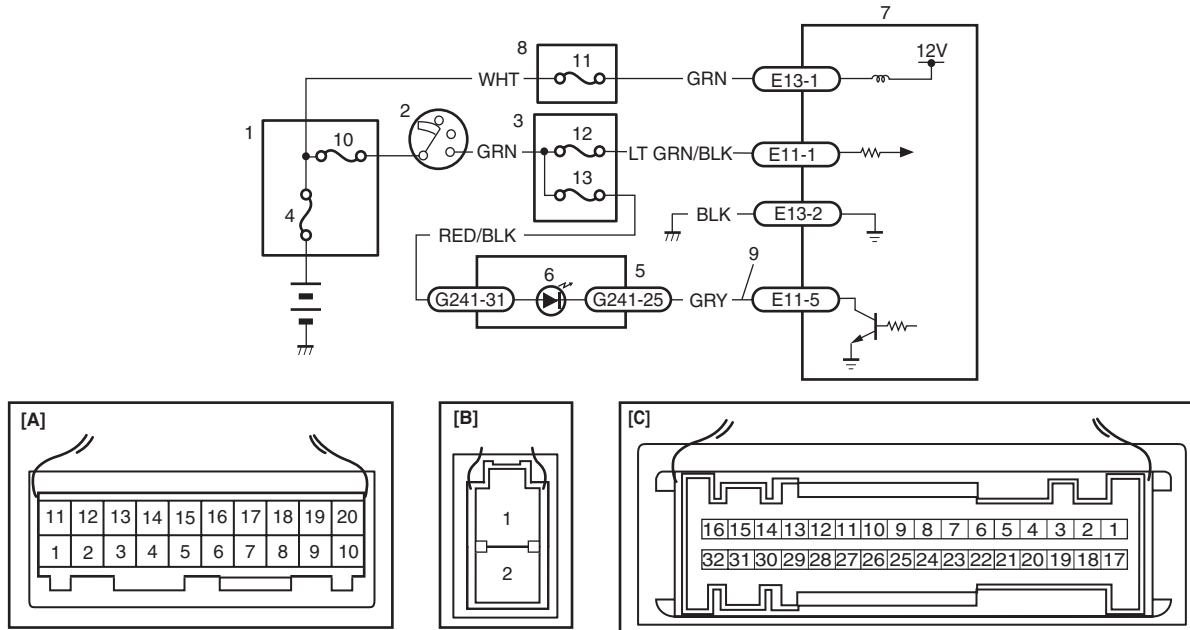 7
8
11
12V
WHT
GRN
E13-1
2
1
10
3
12
GRN
LT GRN/BLK
E11-1
13
4
BLK
E13-2
RED/BLK
9
6
5
G241-31
G241-25
GRY
E11-5
[A]
11 12 13 14 15 16 17 18 19 20
1 2 3 4 5 6 7 8 9 10
[B]
1
2
[C]
16 15 14 13 12 11 10 9 8 7 6 5 4 3 2 1
32 31 30 29 28 27 26 25 24 23 22 21 20 19 18 17